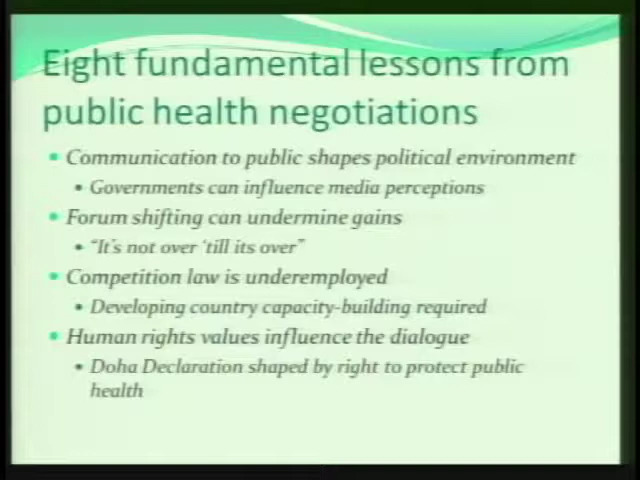 Eight fundamental lessons from
public health negotiations
• Communication to public shapes political environment
• Governments can influence media perceptions
• Forum shifting can undermine gains
• "It's not over 'till its over"
• Competition law is underemployed
• Developing country capacity-building required
• Human rights values influence the dialogue
• Doha Declaration shaped by right to protect public
health